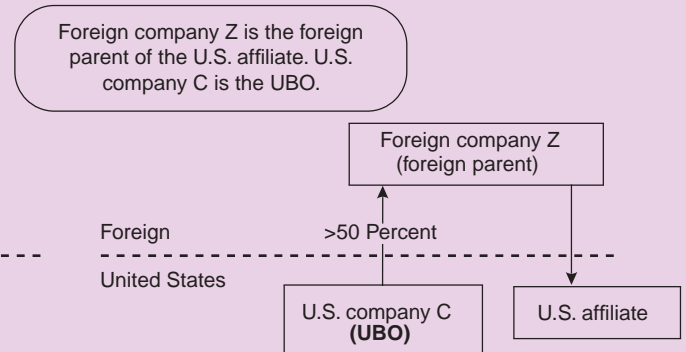 Foreign company Z is the foreign
parent of the U.S. affiliate. U.S.
company C is the UBO.
Foreign company Z
(foreign parent)
Foreign
>50 Percent
United States
U.S. company C
(UBO)
U.S. affiliate